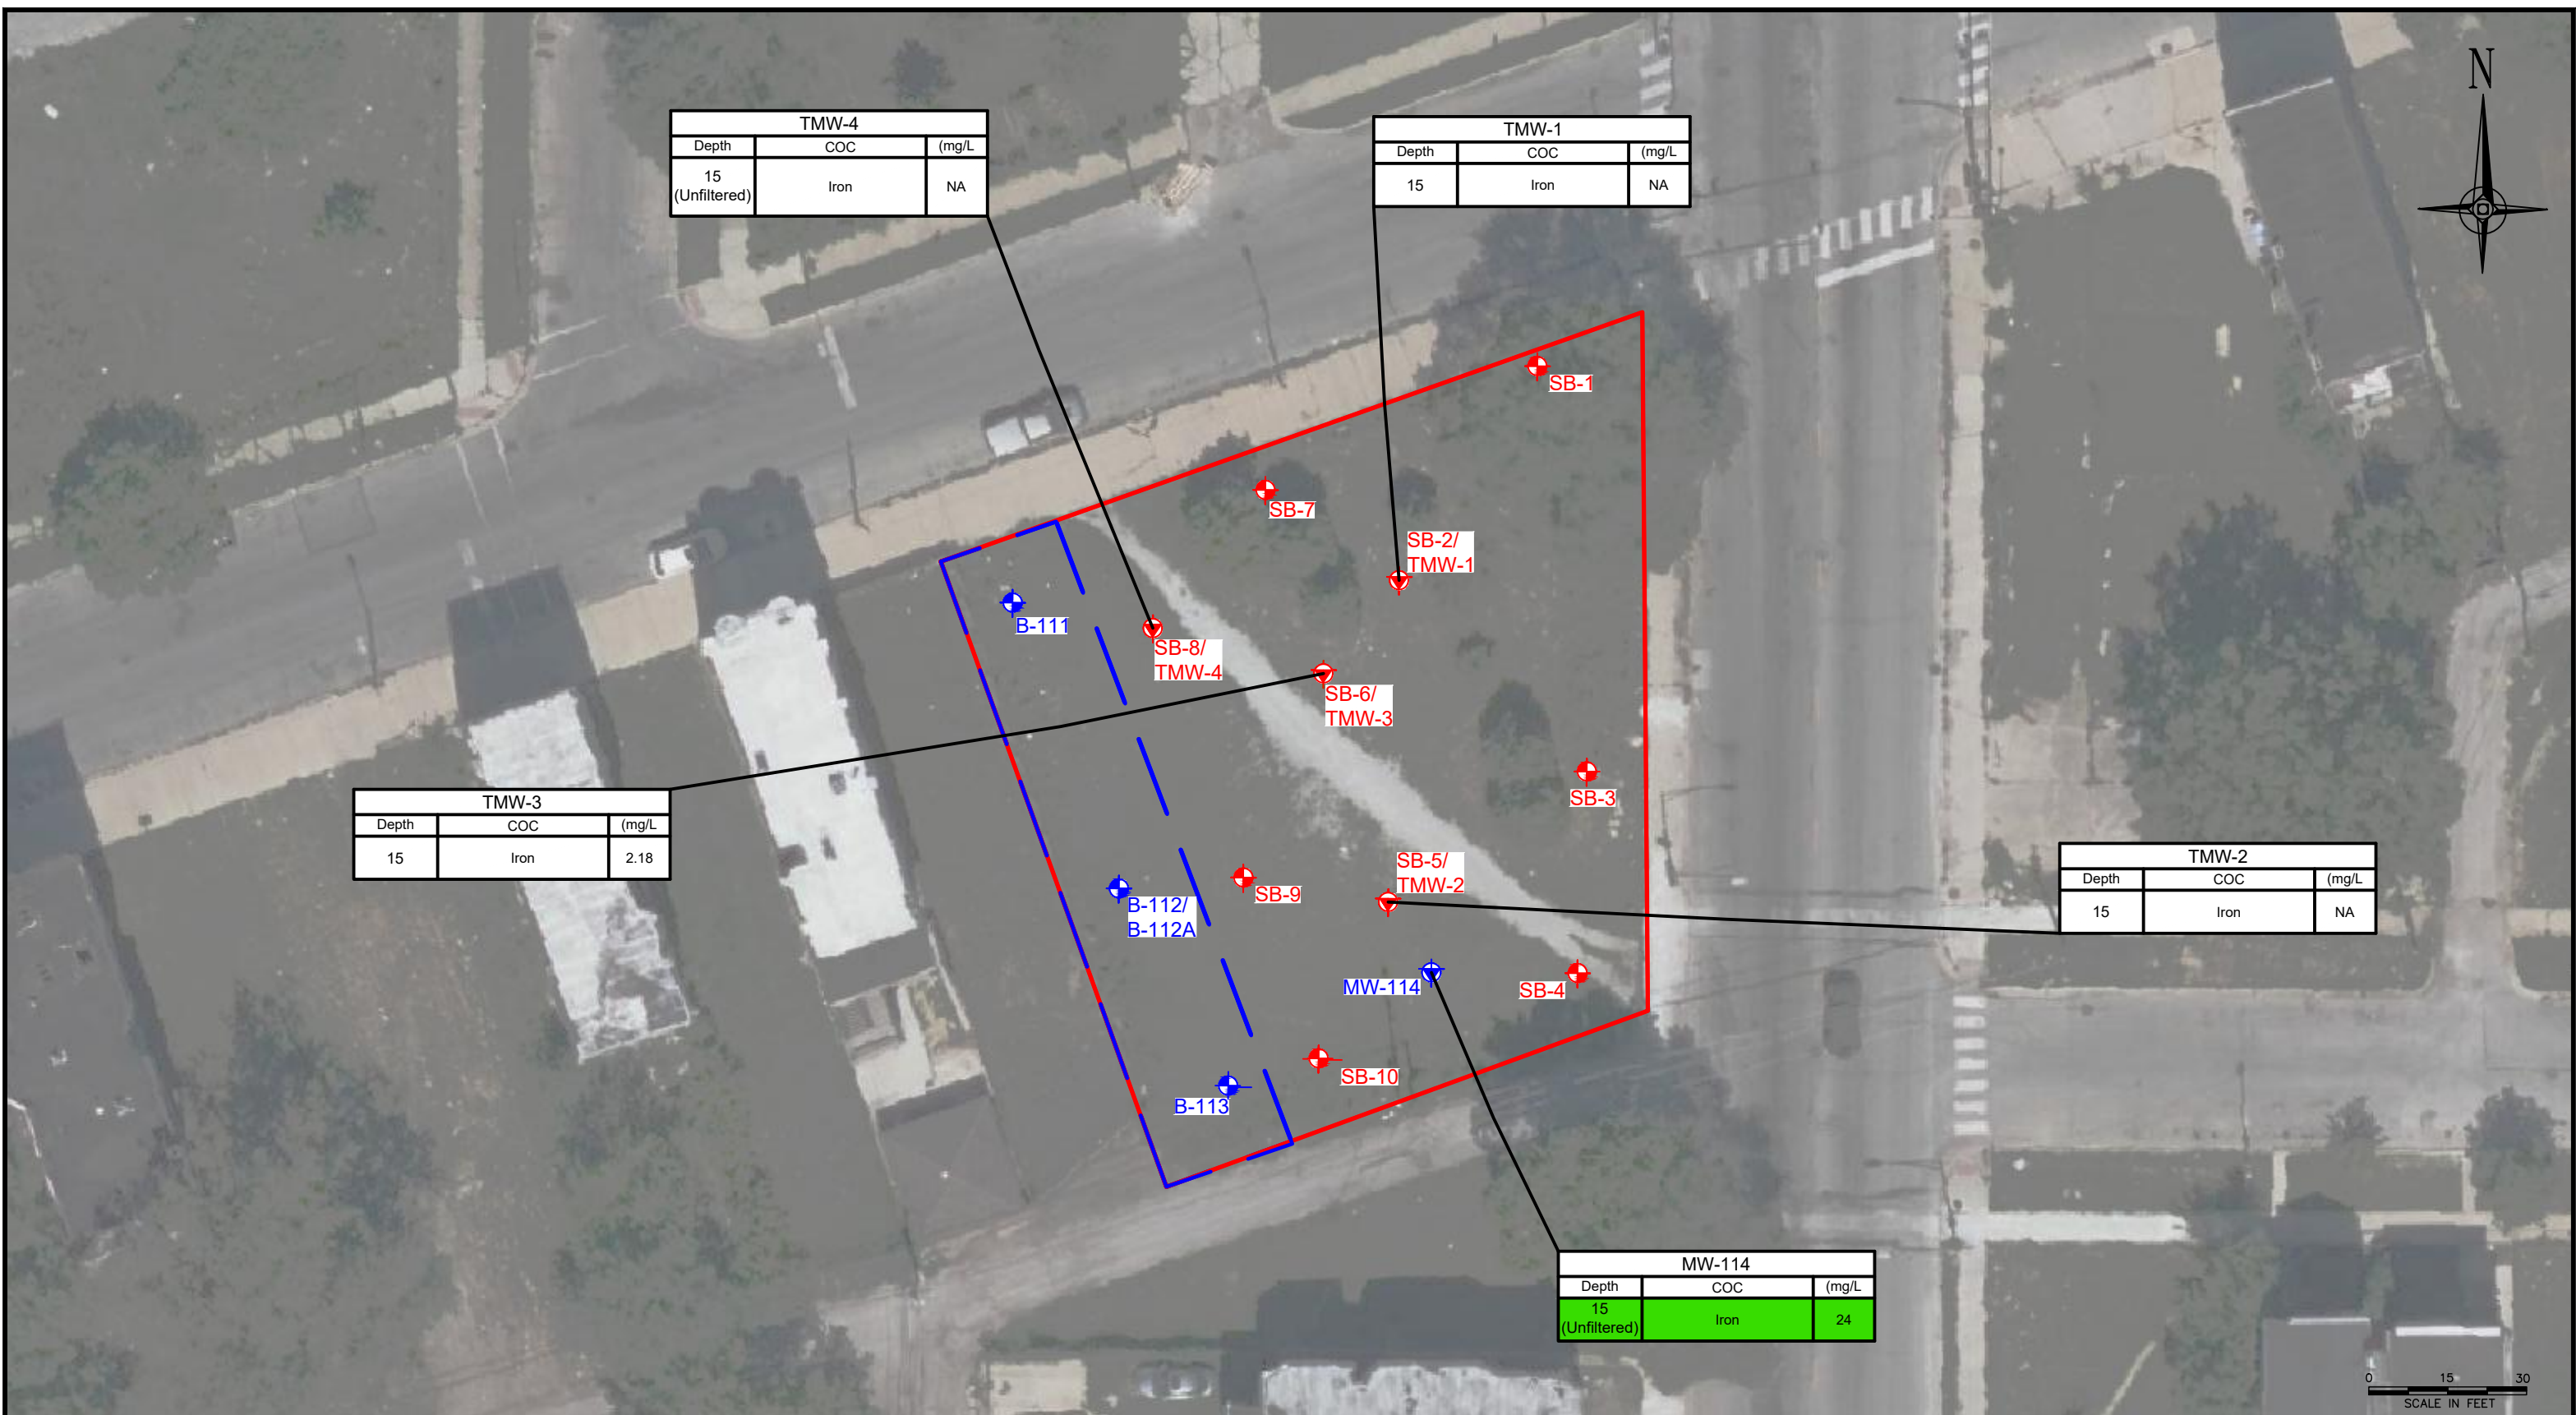 N
TMW-4
Depth COC (mg/L
15
(Unfiltered) Iron NA
TMW-1
Depth COC (mg/L
15 Iron NA
SB-1
SB-7
SB-2/
TMW-1
B-111
SB-8/
TMW-4
SB-6/
TMW-3
SB-3
TMW-3
Depth COC (mg/L
15 Iron 2.18
SB-5/
TMW-2
SB-9
B-112/
B-112A
TMW-2
Depth COC (mg/L
15 Iron NA
MW-114
SB-4
SB-10
B-113
MW-114
Depth COC (mg/L
15
(Unfiltered) Iron 24
0 15 30
SCALE IN FEET